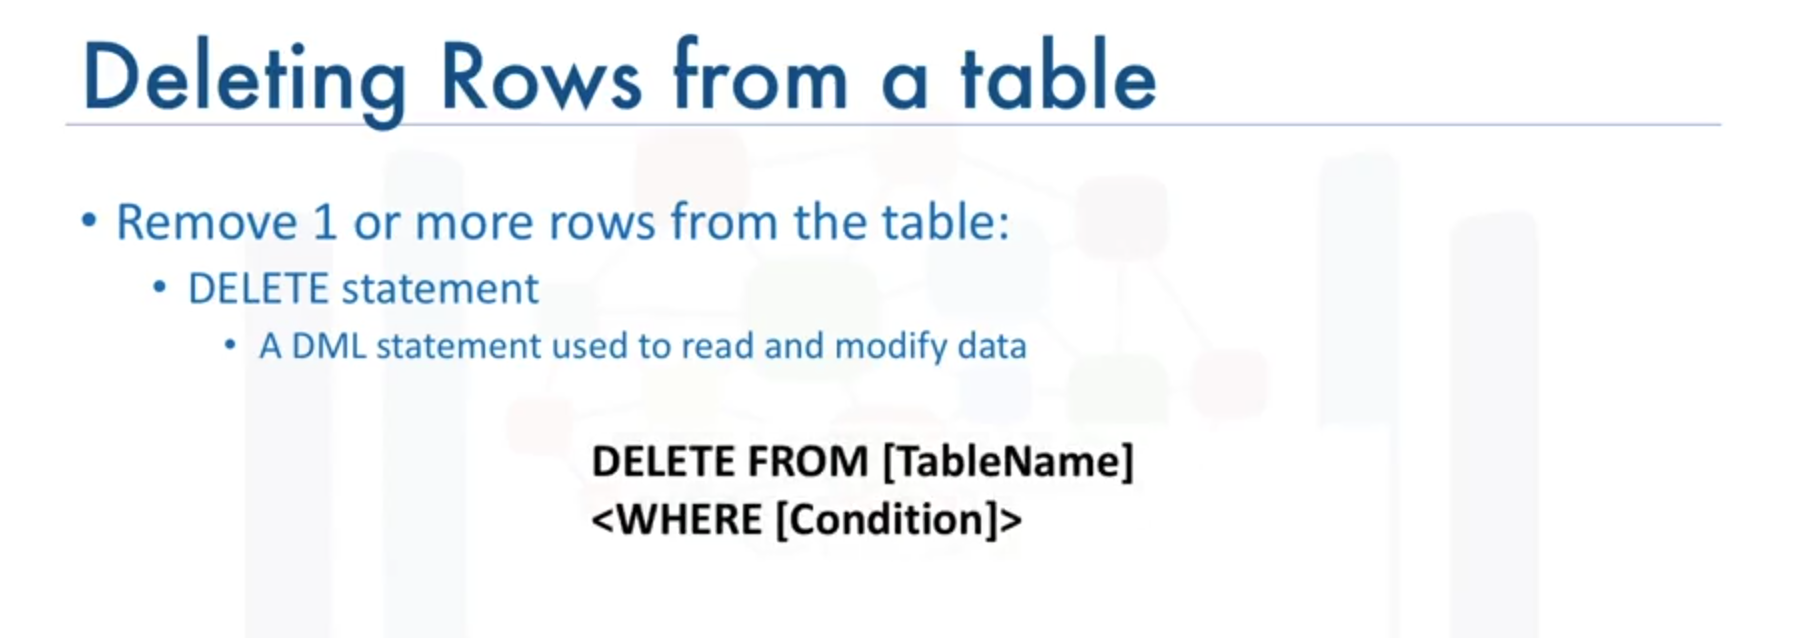 Deleting Rows from a table
• Remove 1 or more rows from the table:
• DELETE statement
• A DML statement used to read and modify data
DELETE FROM [TableName]
<WHERE [Condition]>